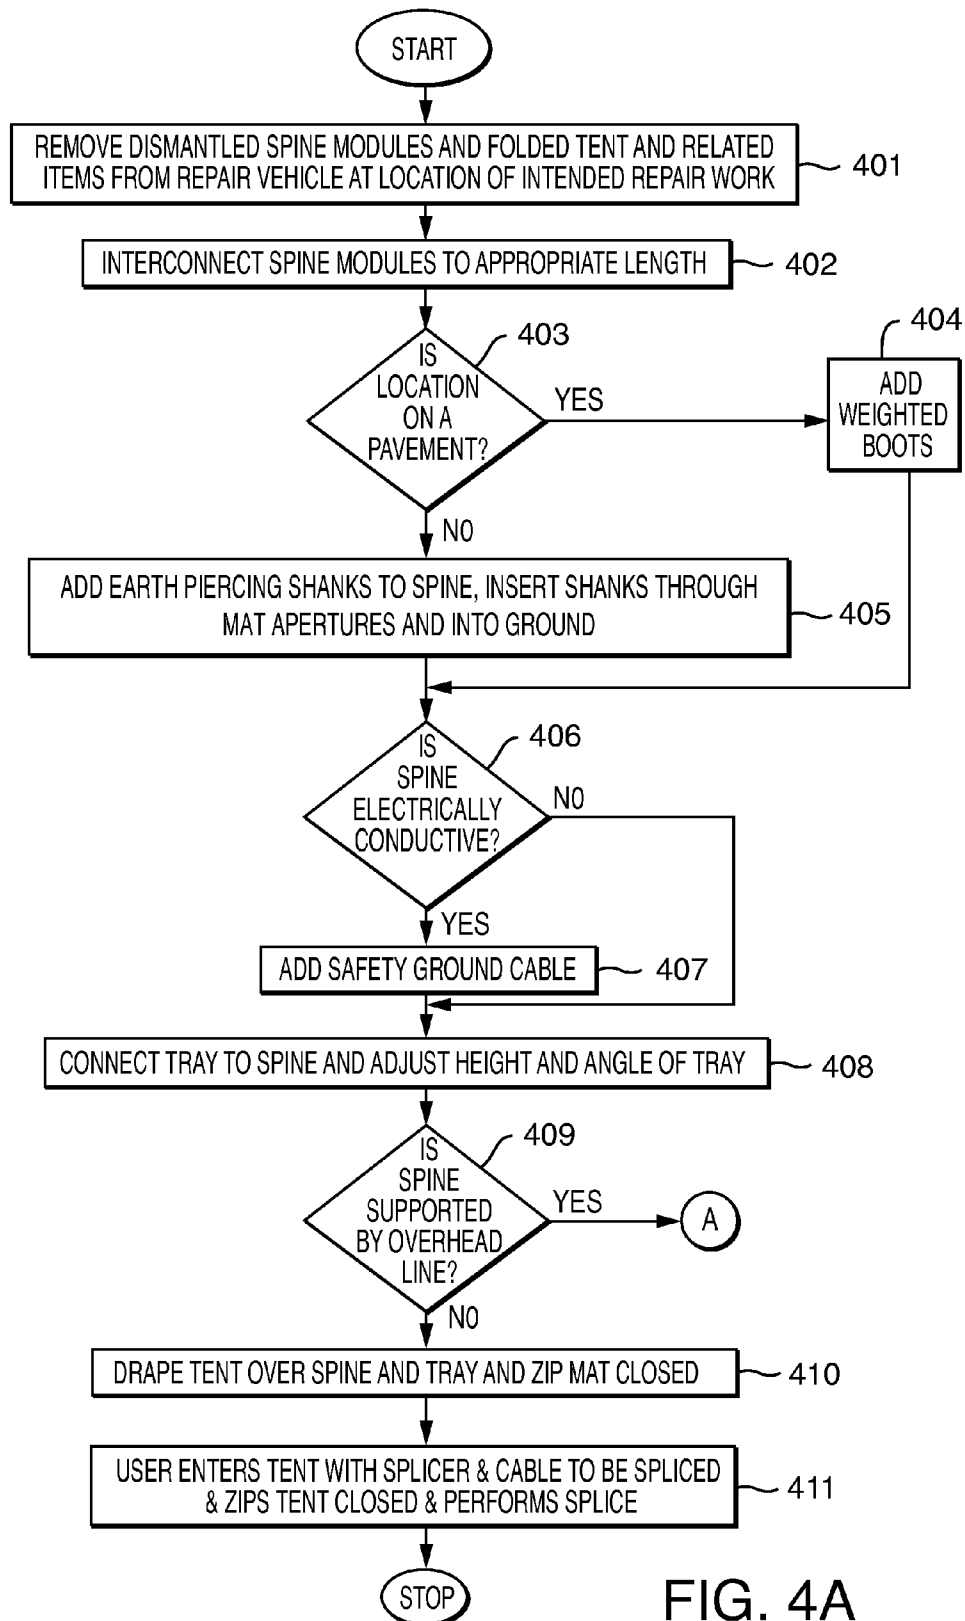 START
REMOVE DISMANTLED SPINE MODULES AND FOLDED TENT AND RELATED
ITEMS FROM REPAIR VEHICLE AT LOCATION OF INTENDED REPAIR WORK
401
INTERCONNECT SPINE MODULES TO APPROPRIATE LENGTH
402
403
IS
LOCATION
ON A
PAVEMENT?
YES
404
ADD
WEIGHTED
BOOTS
NO
ADD EARTH PIERCING SHANKS TO SPINE, INSERT SHANKS THROUGH
MAT APERTURES AND INTO GROUND
405
406
IS
SPINE
ELECTRICALLY
CONDUCTIVE?
NO
YES
ADD SAFETY GROUND CABLE
407
CONNECT TRAY TO SPINE AND ADJUST HEIGHT AND ANGLE OF TRAY
408
409
IS
SPINE
SUPPORTED
BY OVERHEAD
LINE?
YES
A
NO
DRAPE TENT OVER SPINE AND TRAY AND ZIP MAT CLOSED
410
USER ENTERS TENT WITH SPLICER & CABLE TO BE SPLICED
& ZIPS TENT CLOSED & PERFORMS SPLICE
411
STOP
FIG. 4A